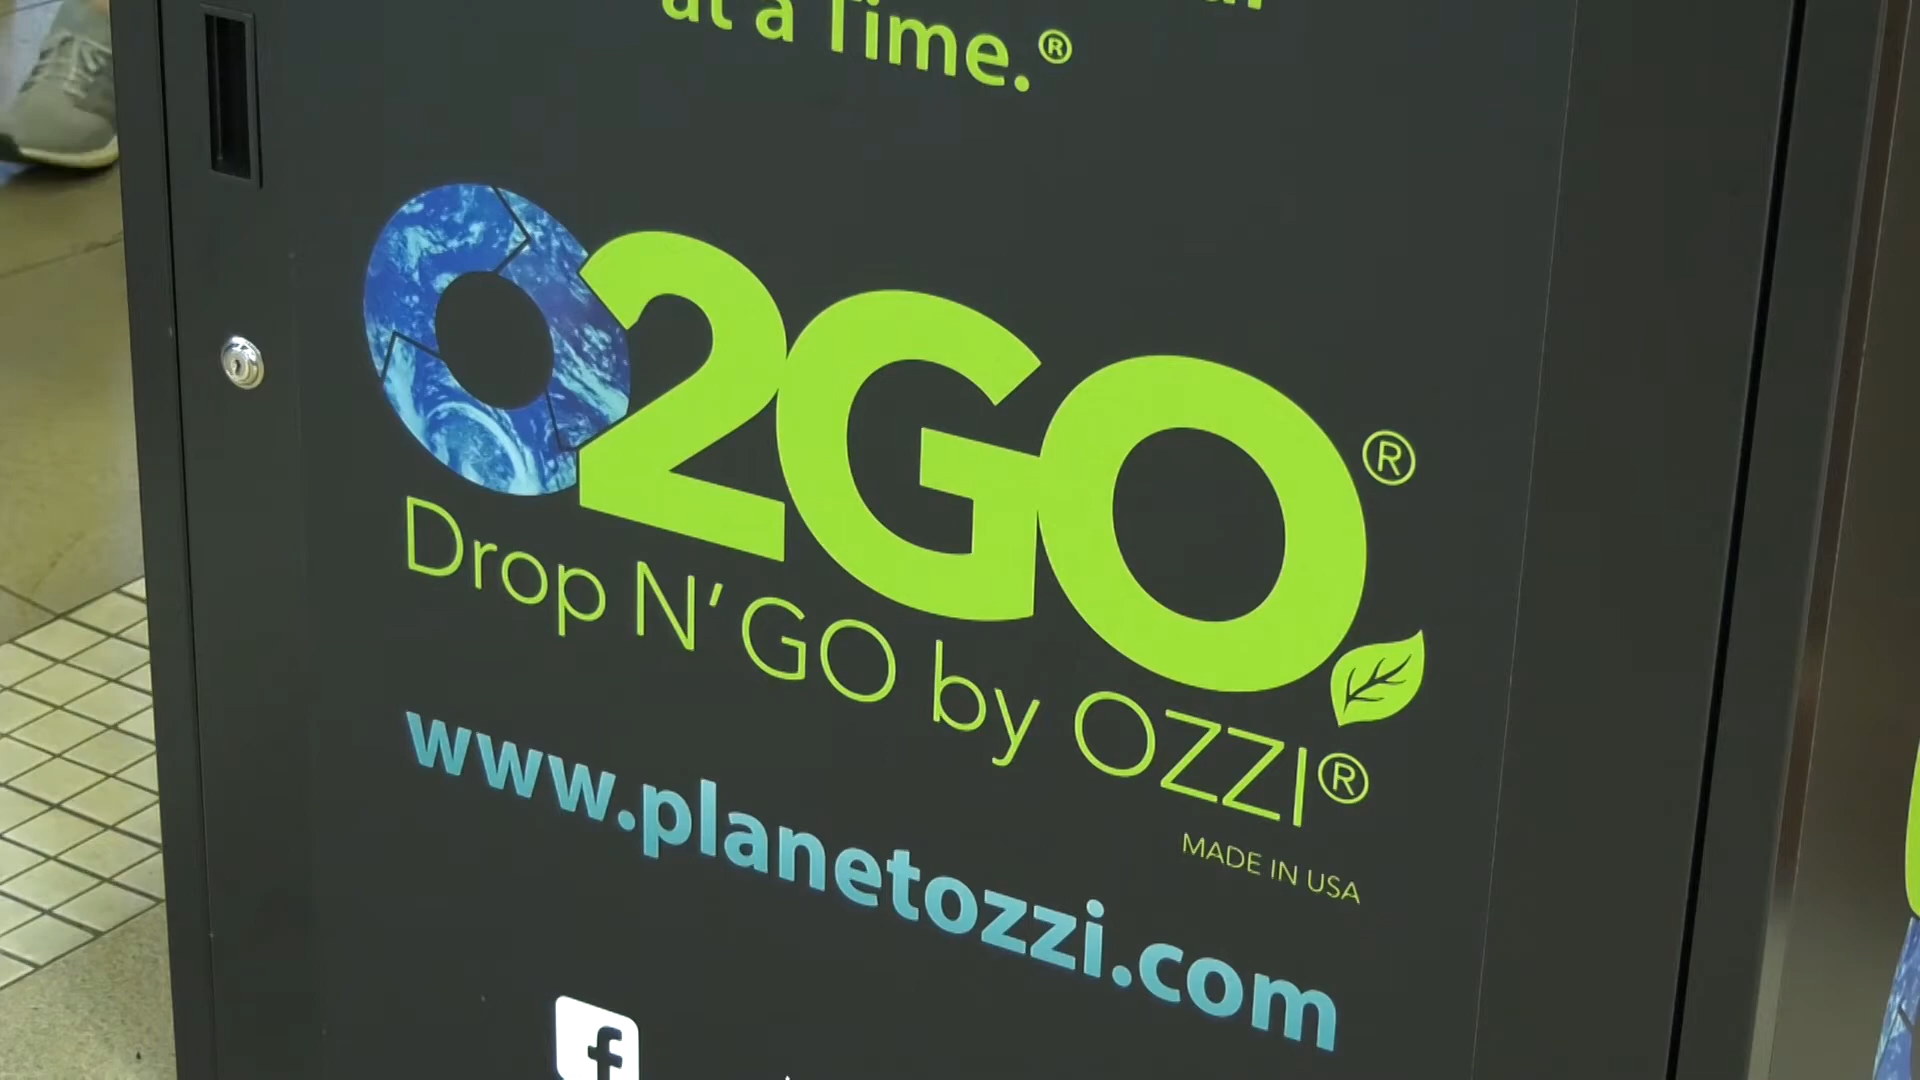 at a Time.®
O2GO®
Drop N' GO by OZZI®
MADE IN USA
www.planetozzi.com
f